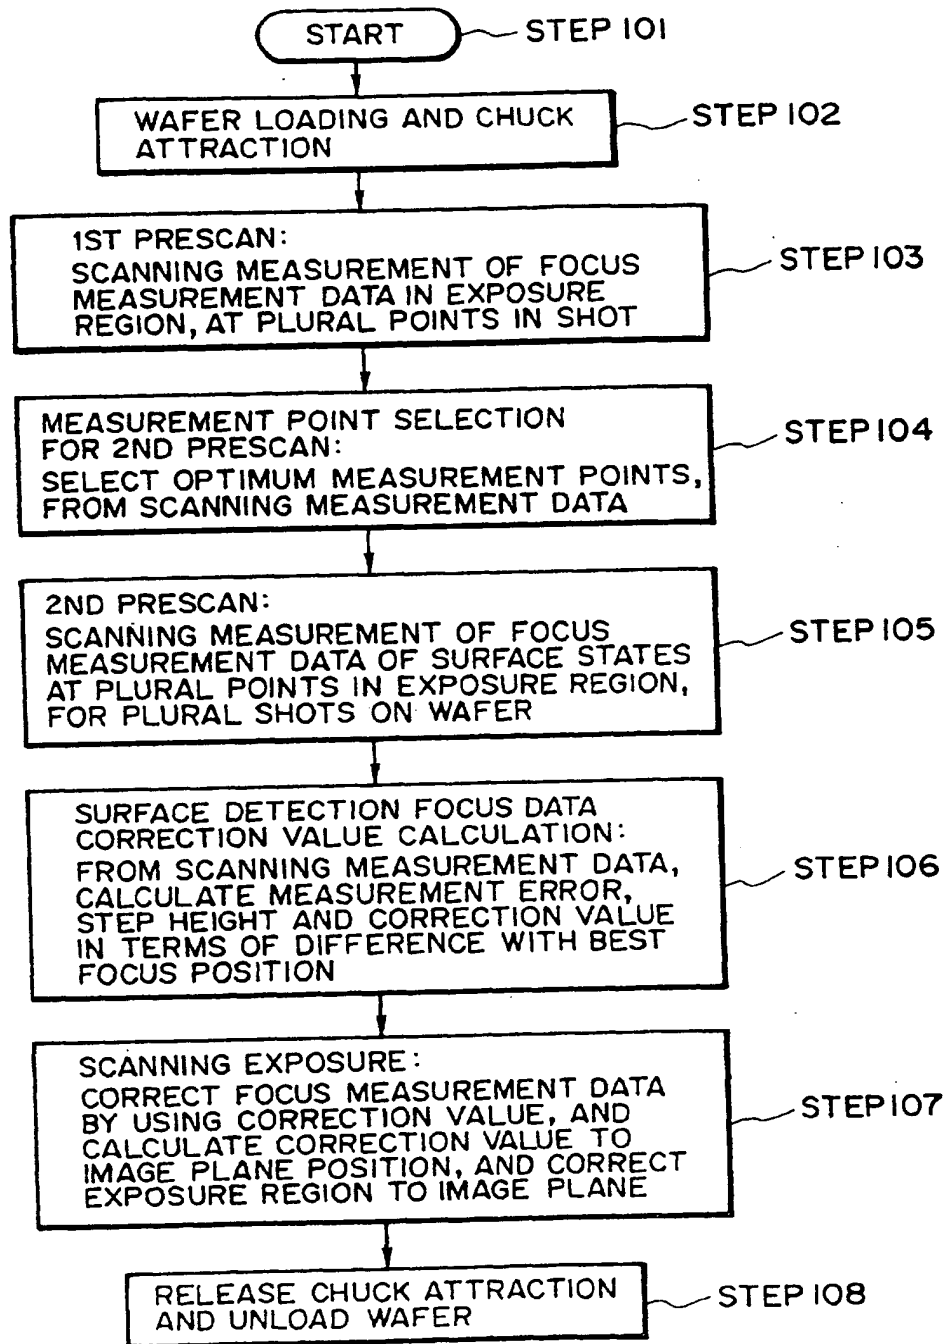 START
STEP 101
WAFER LOADING AND CHUCK
ATTRACTION
STEP 102
1ST PRESCAN:
SCANNING MEASUREMENT OF FOCUS
MEASUREMENT DATA IN EXPOSURE
REGION, AT PLURAL POINTS IN SHOT
STEP 103
MEASUREMENT POINT SELECTION
FOR 2ND PRESCAN:
SELECT OPTIMUM MEASUREMENT POINTS,
FROM SCANNING MEASUREMENT DATA
STEP 104
2ND PRESCAN:
SCANNING MEASUREMENT OF FOCUS
MEASUREMENT DATA OF SURFACE STATES
AT PLURAL POINTS IN EXPOSURE REGION,
FOR PLURAL SHOTS ON WAFER
STEP 105
SURFACE DETECTION FOCUS DATA
CORRECTION VALUE CALCULATION:
FROM SCANNING MEASUREMENT DATA,
CALCULATE MEASUREMENT ERROR,
STEP HEIGHT AND CORRECTION VALUE
IN TERMS OF DIFFERENCE WITH BEST
FOCUS POSITION
STEP 106
SCANNING EXPOSURE:
CORRECT FOCUS MEASUREMENT DATA
BY USING CORRECTION VALUE, AND
CALCULATE CORRECTION VALUE TO
IMAGE PLANE POSITION, AND CORRECT
EXPOSURE REGION TO IMAGE PLANE
STEP 107
RELEASE CHUCK ATTRACTION
AND UNLOAD WAFER
STEP 108